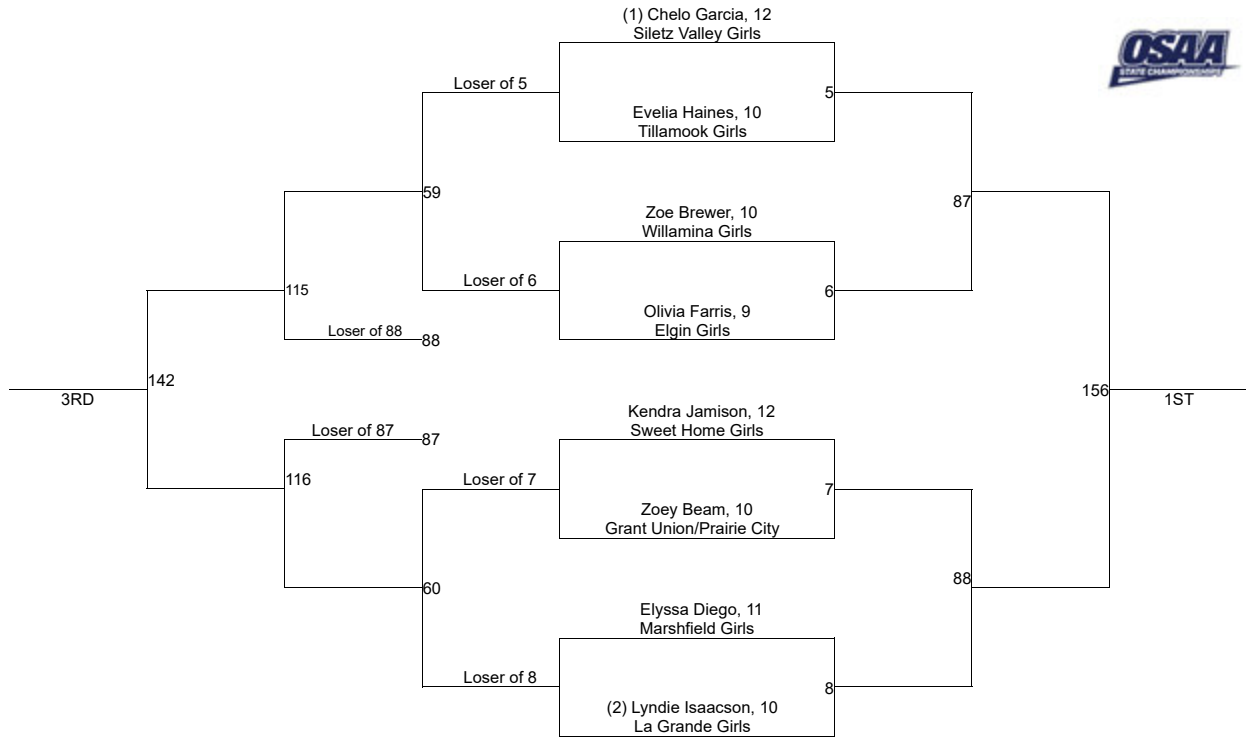 (1) Chelo Garcia, 12
Siletz Valley Girls
OSAA
STATE CHAMPIONSHIPS
Loser of 5
5
Evelia Haines, 10
Tillamook Girls
59
87
Zoe Brewer, 10
Willamina Girls
Loser of 6
6
115
Olivia Farris, 9
Elgin Girls
Loser of 88
88
142
3RD
156
1ST
Kendra Jamison, 12
Sweet Home Girls
Loser of 87
87
116
Loser of 7
7
Zoey Beam, 10
Grant Union/Prairie City
60
88
Elyssa Diego, 11
Marshfield Girls
Loser of 8
8
(2) Lyndie Isaacson, 10
La Grande Girls